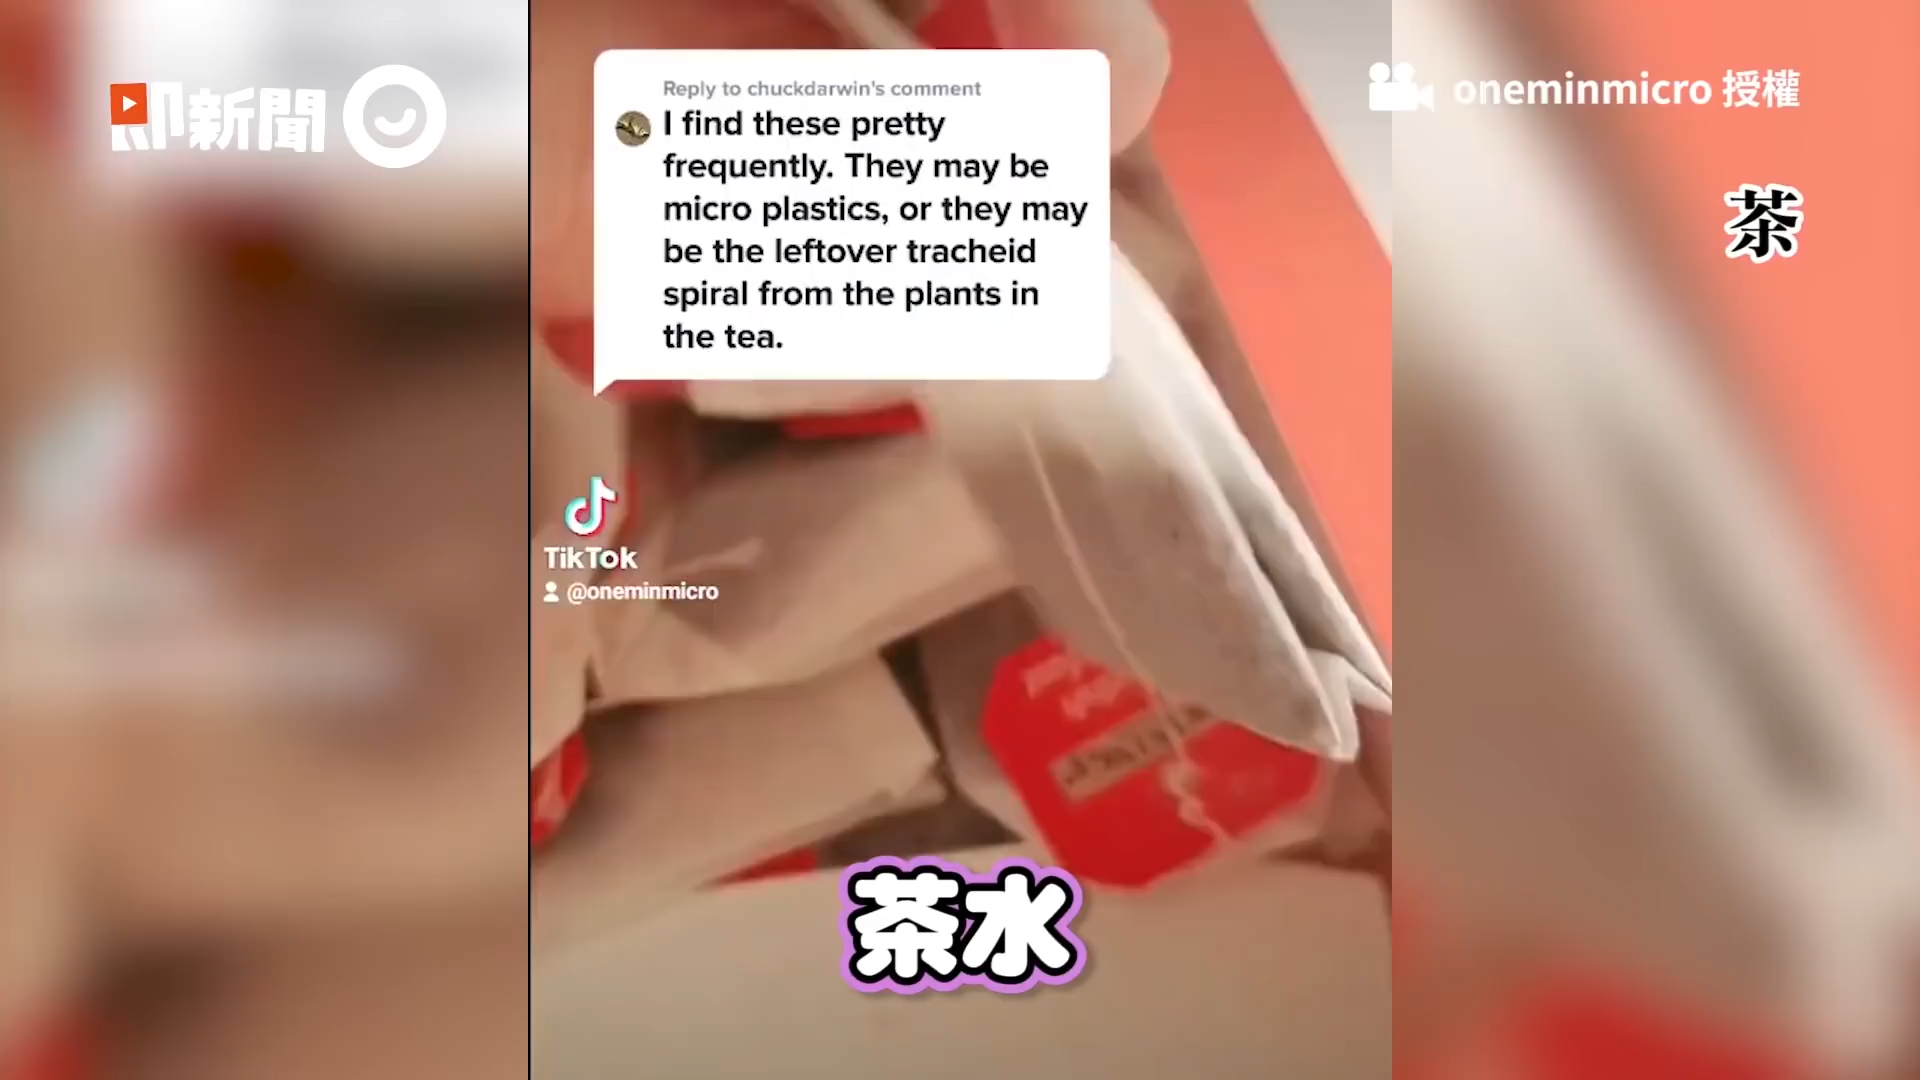 即新聞
oneminmicro 授權
茶
Reply to chuckdarwin's comment
I find these pretty
frequently. They may be
micro plastics, or they may
be the leftover tracheid
spiral from the plants in
the tea.
TikTok
@oneminmicro
茶水